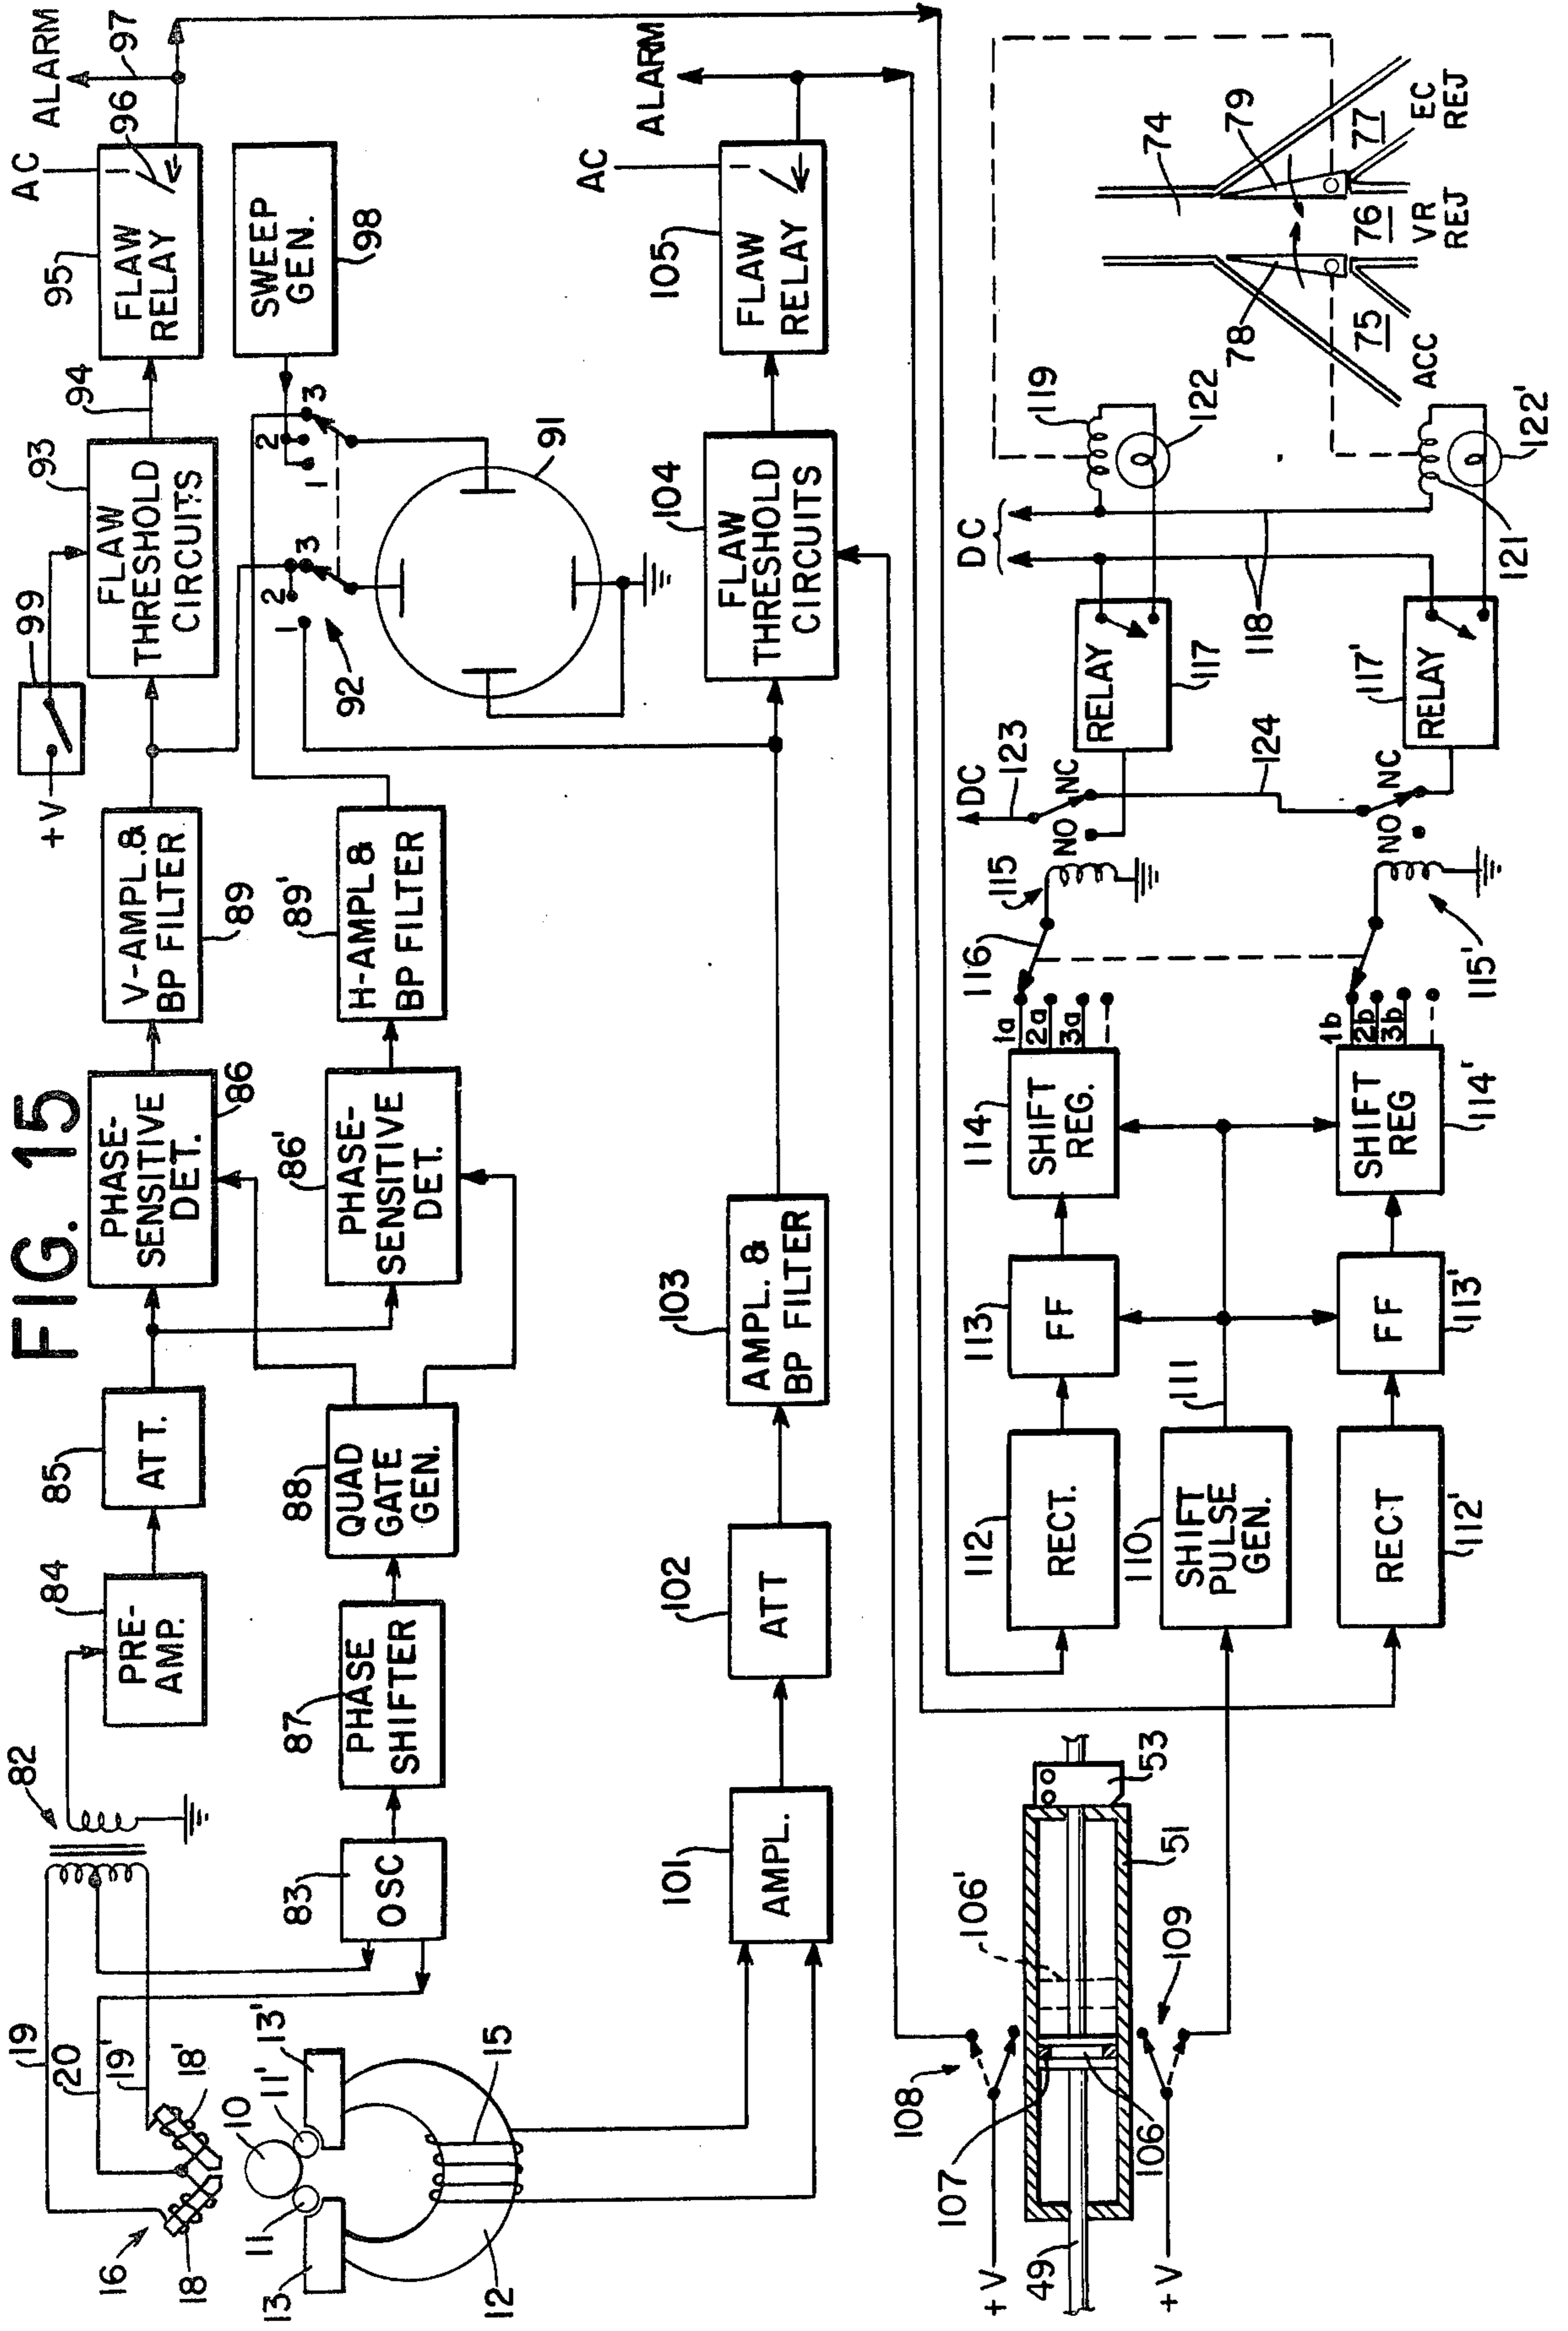 FIG. 15
82
84
PRE-
AMP.
85
ATT.
PHASE-
SENSITIVE
DET.
86
V-AMPL.&
BP FILTER
89
+V
99
FLAW
THRESHOLD
CIRCUITS
93
94
95
FLAW
RELAY
AC
96
ALARM
97
19
20
19'
18'
16
18
83
OSC
87
PHASE
SHIFTER
88
QUAD
GATE
GEN.
86'
PHASE-
SENSITIVE
DET.
89'
H-AMPL &
BP FILTER
1
2
3
92
1
2
3
91
SWEEP
GEN.
98
10
11'
13'
11
13
12
15
101
AMPL.
102
ATT
103
AMPL. &
BP FILTER
104
FLAW
THRESHOLD
CIRCUITS
105
FLAW
RELAY
AC
ALARM
+V
108
107
49
106
106'
51
53
109
+V
112
RECT.
110
SHIFT
PULSE
GEN.
111
RECT
112'
113
FF
FF
113'
114
SHIFT
REG.
SHIFT
REG
114'
1a
2a
3a
116
115
1b
2b
3b
115'
NO
NC
DC
123
124
NO
NC
RELAY
117
117'
RELAY
DC
118
119
122
121
122'
74
78
79
75
ACC
76
VR
REJ
77
EC
REJ